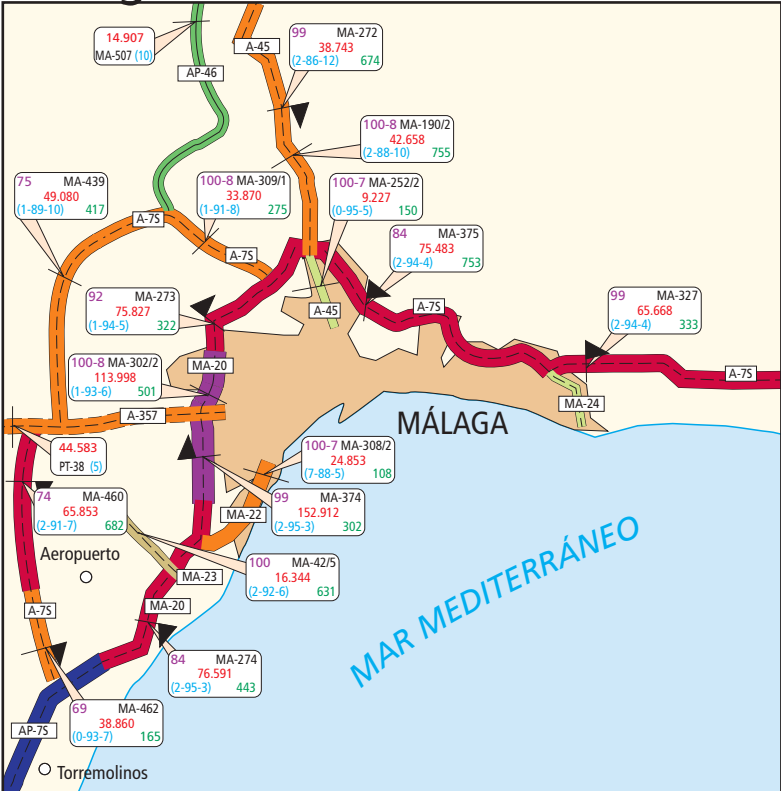 14.907
MA-507 (10)
A-45
99 MA-272
38.743
(2-86-12) 674
AP-46
100-8 MA-190/2
42.658
(2-88-10) 755
75 MA-439
49.080
(1-89-10) 417
100-8 MA-309/1
33.870
(1-91-8) 275
100-7 MA-252/2
9.227
(0-95-5) 150
A-7S
84 MA-375
75.483
(2-94-4) 753
A-7S
92 MA-273
75.827
(1-94-5) 322
A-45
A-7S
99 MA-327
65.668
(2-94-4) 333
100-8 MA-302/2
113.998
(1-93-6) 501
MA-20
A-7S
A-357
MA-24
MÁLAGA
44.583
PT-38 (5)
100-7 MA-308/2
24.853
(7-88-5) 108
74 MA-460
65.853
(2-91-7) 682
99 MA-374
152.912
(2-95-3) 302
MA-22
Aeropuerto
100 MA-42/5
16.344
(2-92-6) 631
MA-23
A-7S
MA-20
MAR MEDITERRÁNEO
84 MA-274
76.591
(2-95-3) 443
69 MA-462
38.860
(0-93-7) 165
AP-7S
Torremolinos